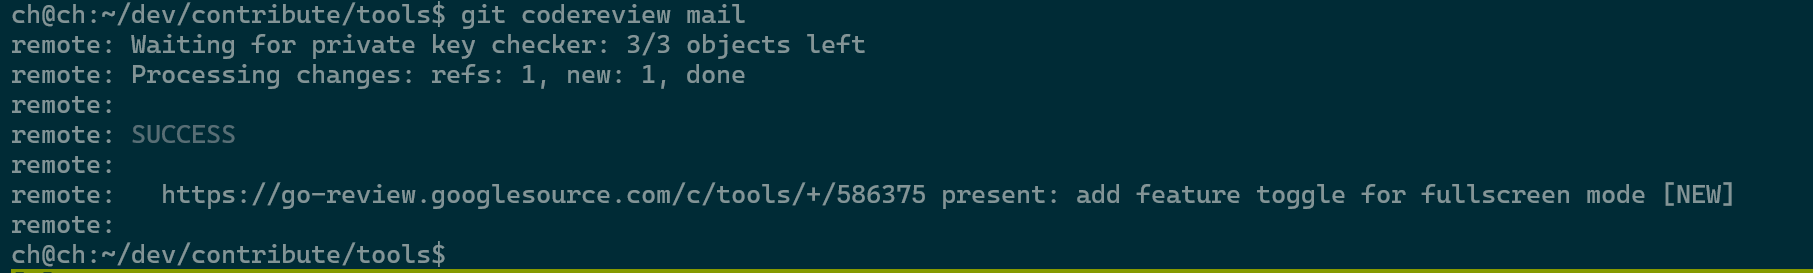 ch@ch:~/dev/contribute/tools$ git codereview mail
remote: Waiting for private key checker: 3/3 objects left
remote: Processing changes: refs: 1, new: 1, done
remote:
remote: SUCCESS
remote:
remote:   https://go-review.googlesource.com/c/tools/+/586375 present: add feature toggle for fullscreen mode [NEW]
remote:
ch@ch:~/dev/contribute/tools$